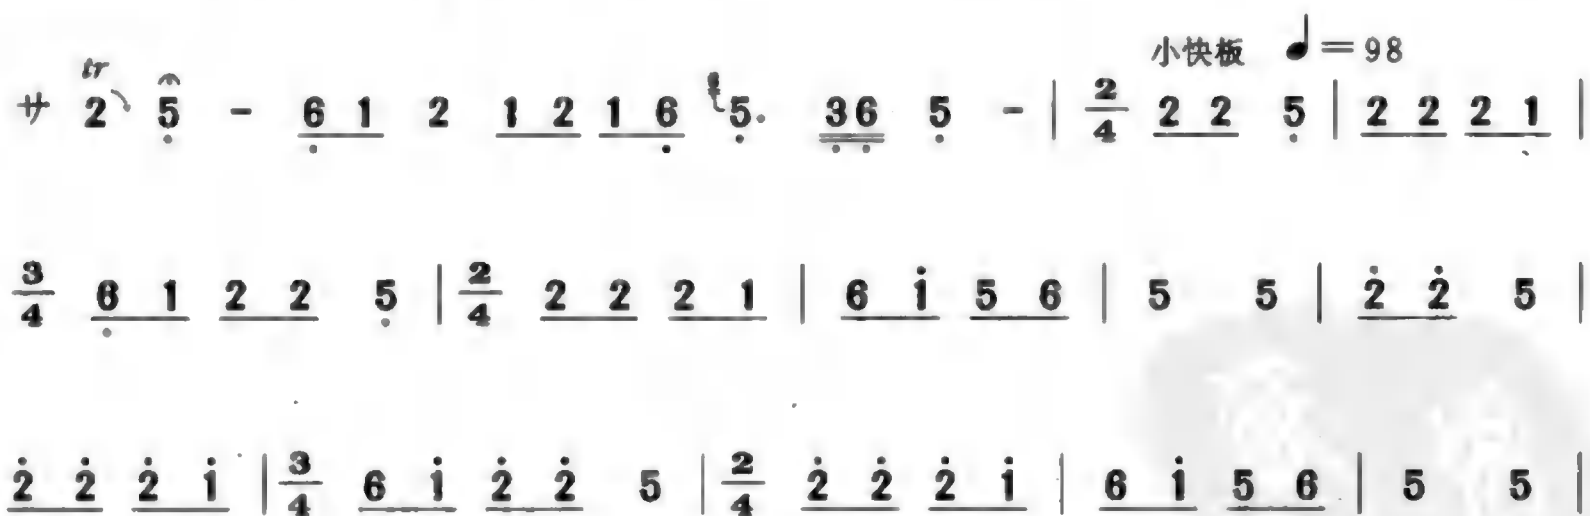 小快板 ♩=98
サ tr 2 5̣ - 6̣ 1 2 1 2 1 6̣ 5̣. 3̣6̣ 5̣ - | 2/4 2 2 5̣ | 2 2 2 1 |
3/4 6̣ 1 2 2 5̣ | 2/4 2 2 2 1 | 6 i̇ 5 6 | 5 5 | 2̇ 2̇ 5 |
2̇ 2̇ 2̇ i̇ | 3/4 6 i̇ 2̇ 2̇ 5 | 2/4 2̇ 2̇ 2̇ i̇ | 6 i̇ 5 6 | 5 5 |